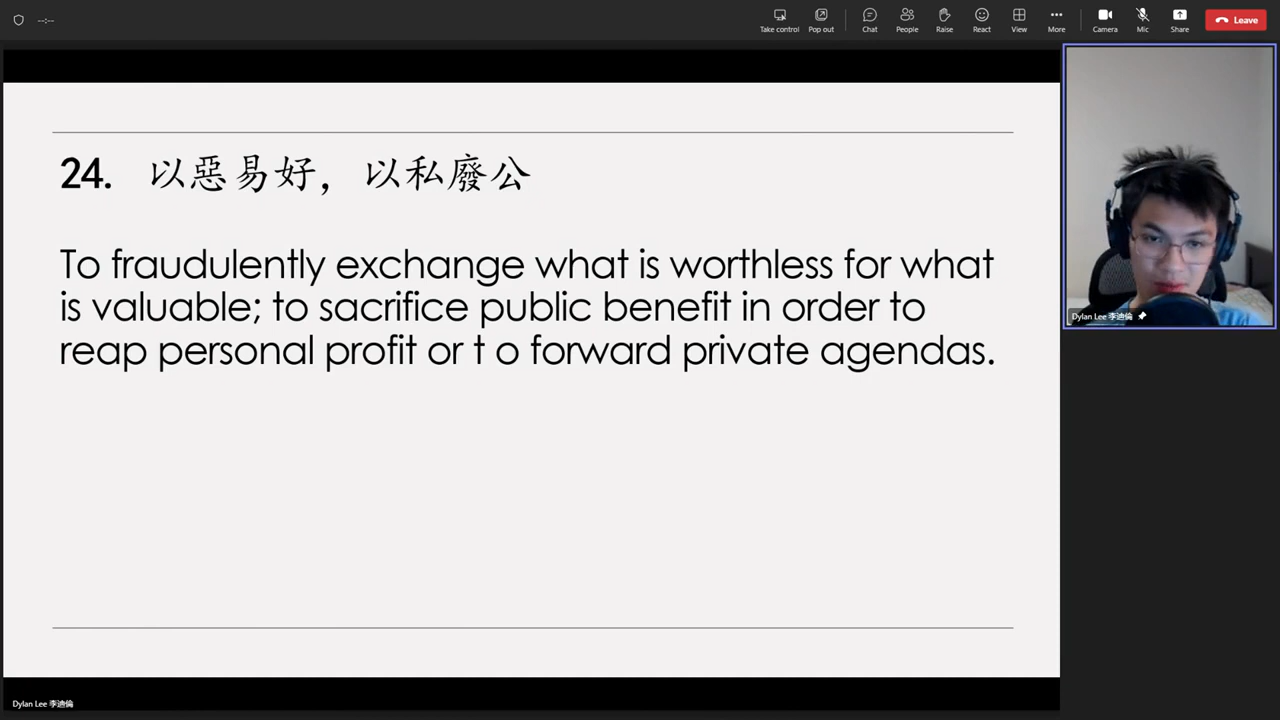 --:--
Take control
Pop out
Chat
People
Raise
React
View
More
Camera
Mic
Share
Leave
24. 以惡易好，以私廢公
To fraudulently exchange what is worthless for what
is valuable; to sacrifice public benefit in order to
reap personal profit or t o forward private agendas.
Dylan Lee 李迪倫
Dylan Lee 李迪倫